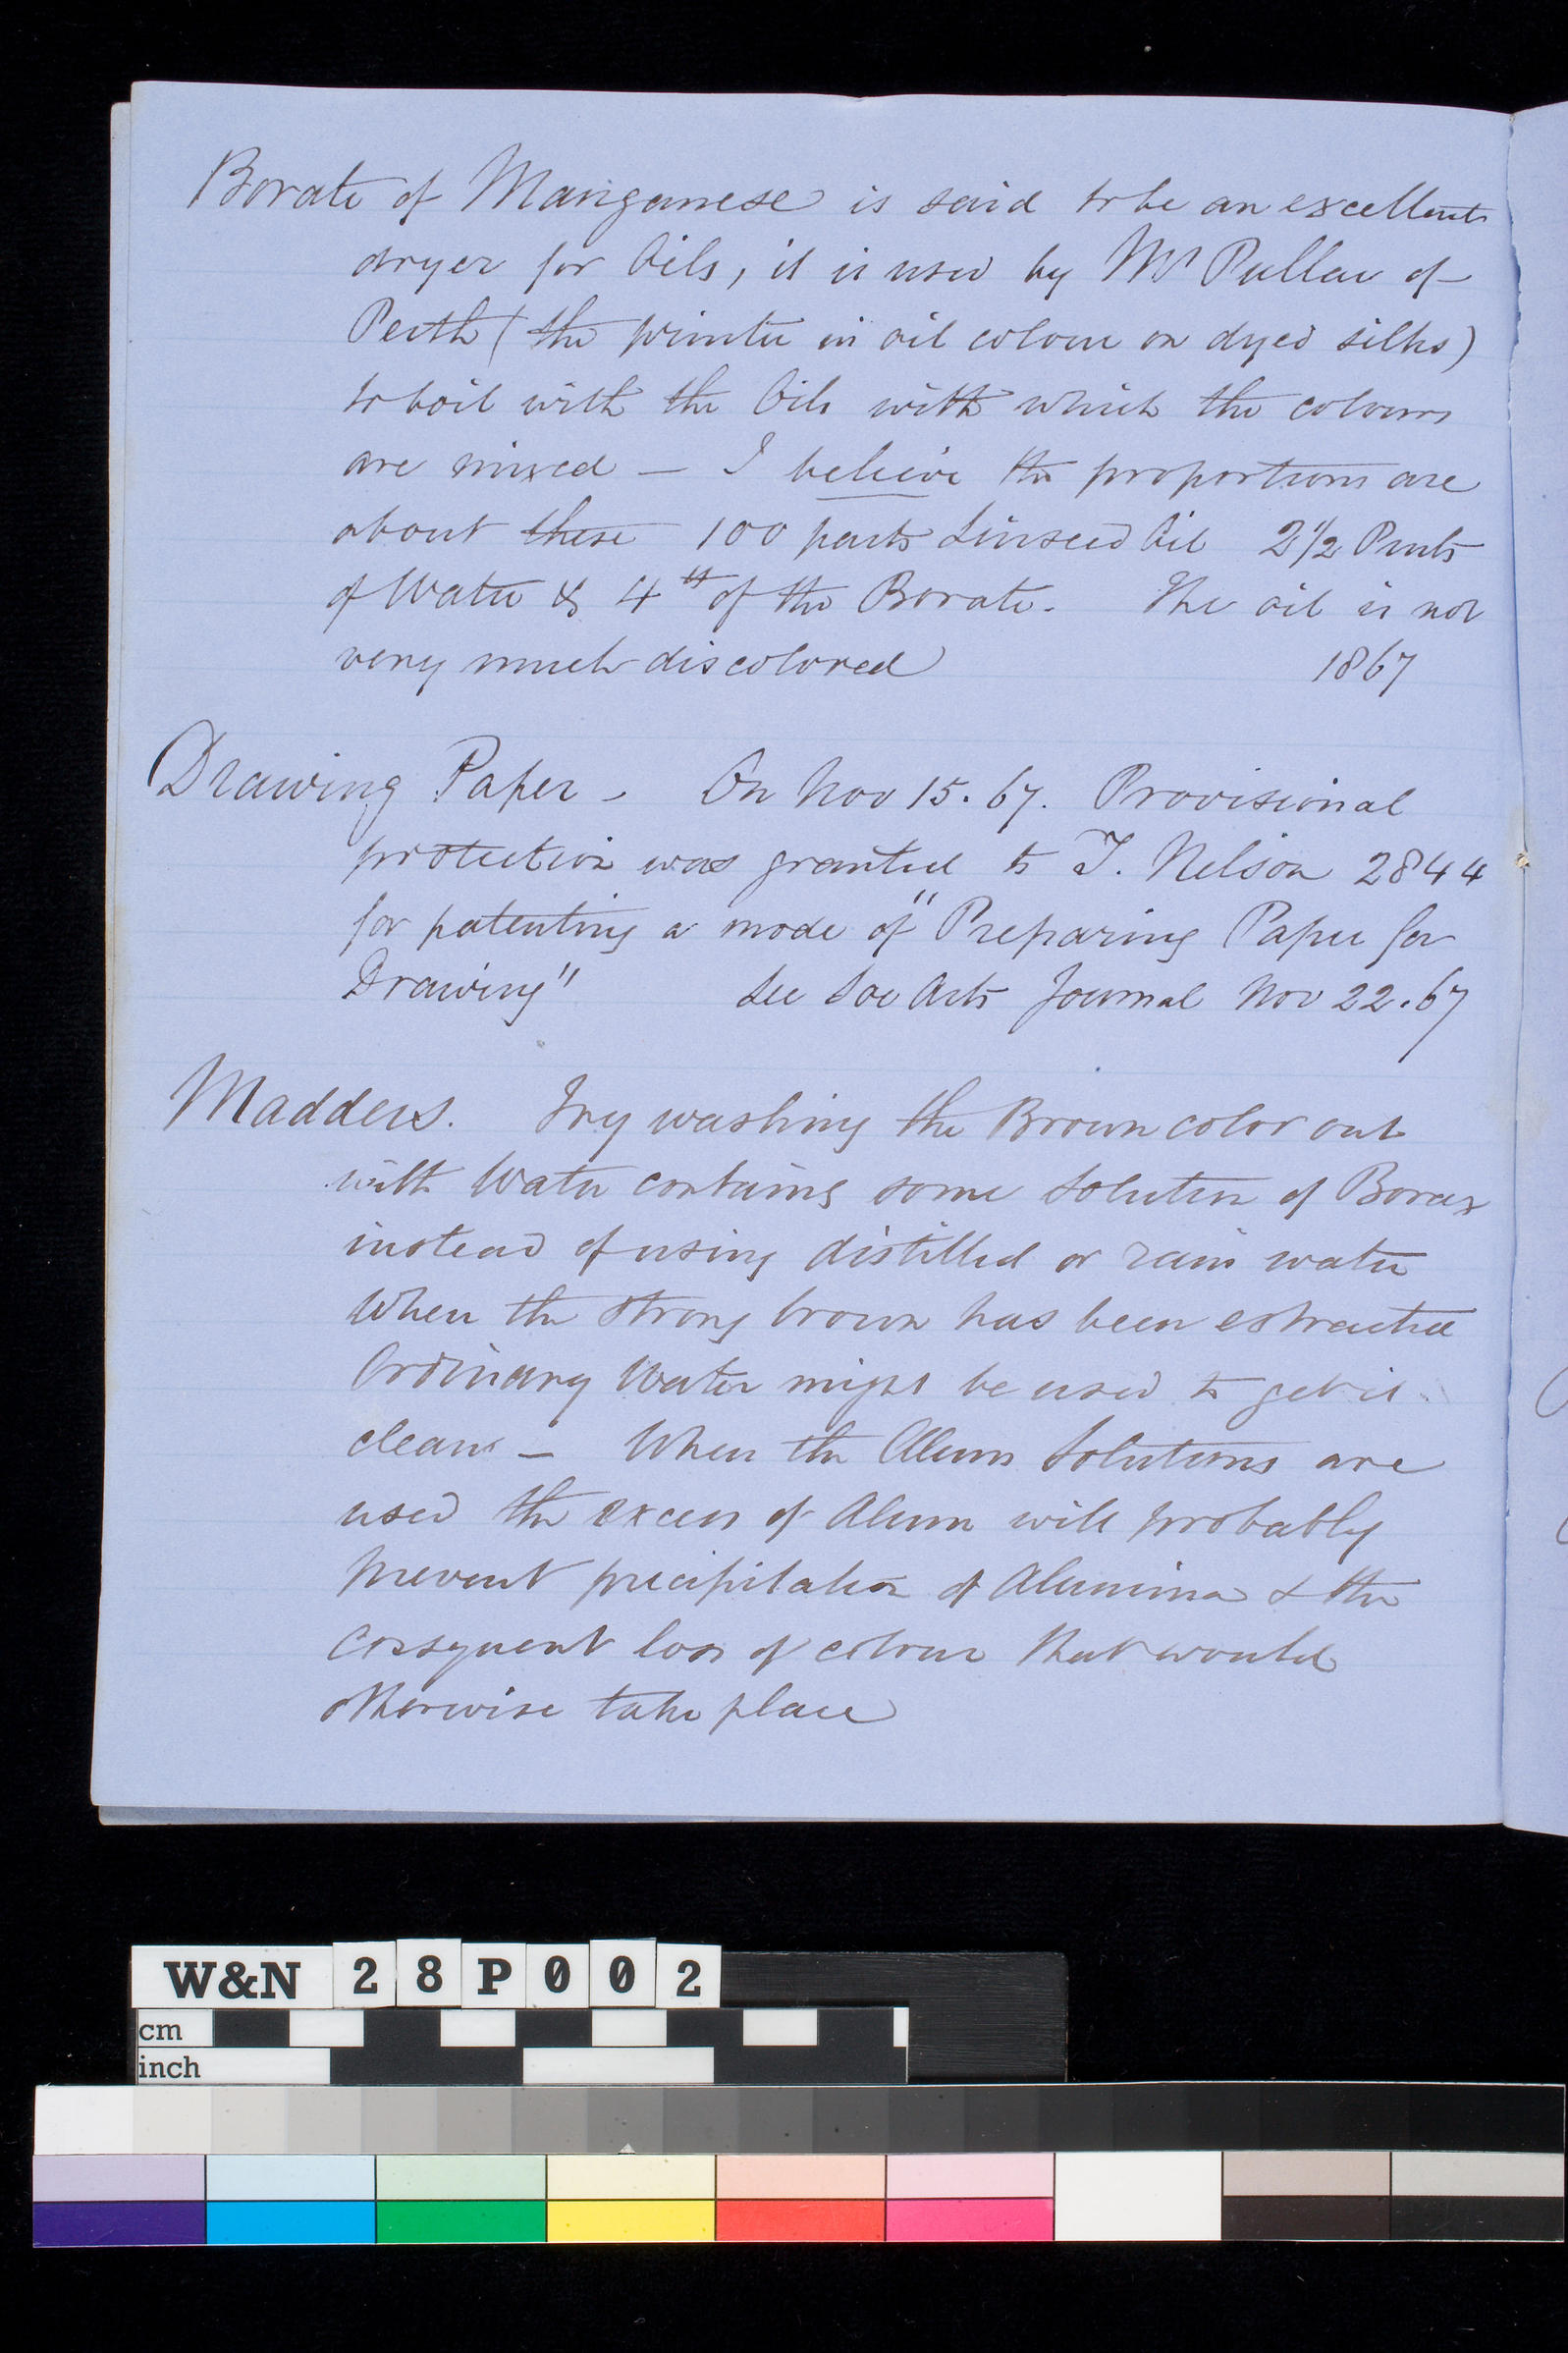 Borate of Manganese is said to be an excellent
dryer for Oils, it is used by Mr Pullar of
Perth (the printer in oil colour on dyed silks)
to boil with the Oils with which the colours
are mixed — I believe the proportions are
about these 100 parts Linseed Oil 2 1/2 Parts
of Water & 4 " of the Borate. The oil is not
very much discolored 1867
Drawing Paper - On Nov 15. 67. Provisional
protection was granted to T. Nelson 2844
for patenting a mode of "Preparing Paper for
Drawing" See Soc Arts Journal Nov 22. 67
Madders. Try washing the Brown color out
with Water containing some Solution of Borax
instead of using distilled or rain water
When the strong brown has been extracted
Ordinary Water might be used to get it
clean — When the Alum Solutions are
used the excess of Alum will probably
prevent precipitation of Alumina & the
consequent loss of colour that would
otherwise take place
W&N 28P002
cm
inch